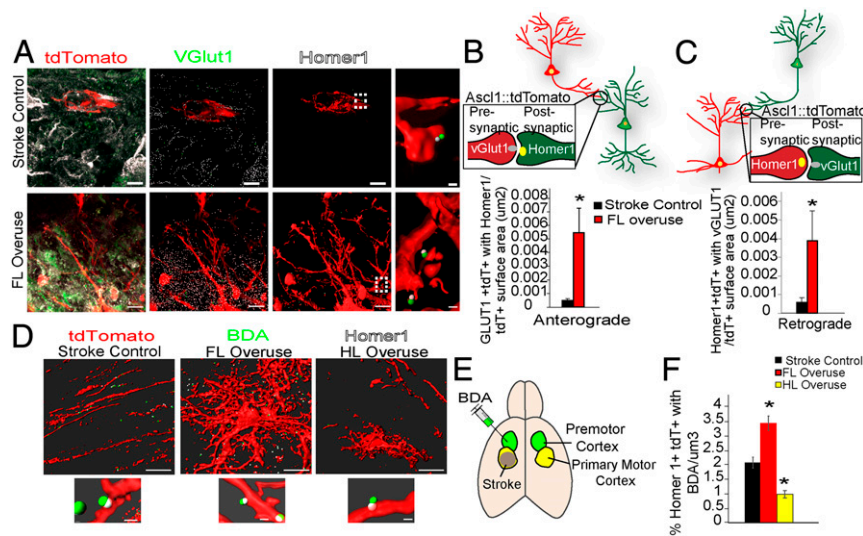 A
tdTomato
VGlut1
Homer1
Stroke Control
FL Overuse
B
Ascl1::tdTomato
Pre-
synaptic
Post-
synaptic
vGlut1
Homer1
GLUT1 +tdT+ with Homer1/
tdT+ surface area (um2)
0.008
0.007
0.006
0.005
0.004
0.003
0.002
0.001
0
*
Stroke Control
FL overuse
Anterograde
C
Ascl1::tdTomato
Pre-
synaptic
Post-
synaptic
Homer1
vGlut1
Homer1+tdT+ with vGLUT1
/tdT+ surface area (um2)
0.006
0.005
0.004
0.003
0.002
0.001
0
*
Retrograde
D
tdTomato
BDA
Homer1
Stroke Control
FL Overuse
HL Overuse
E
BDA
Premotor
Cortex
Primary Motor
Cortex
Stroke
F
Stroke Control
FL Overuse
HL Overuse
% Homer 1+ tdT+ with
BDA/um3
3.5
3
2.5
2
1.5
1
0.5
0
*
*